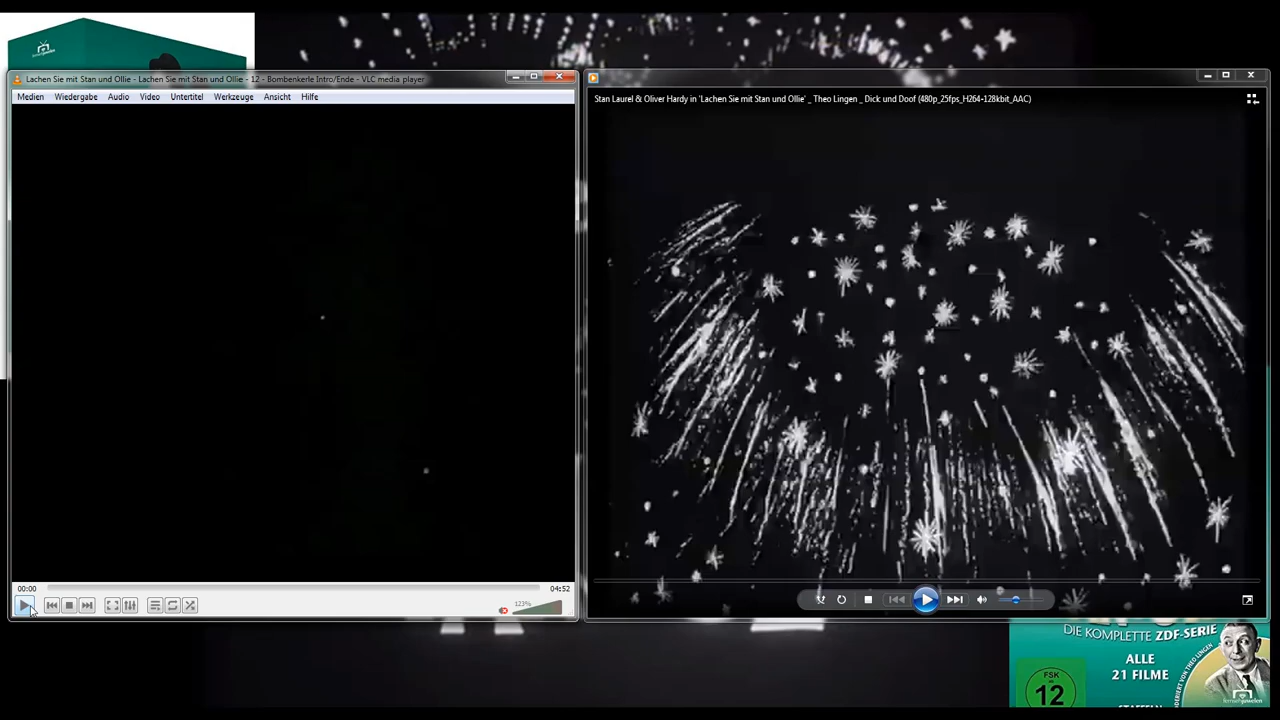 Lachen Sie mit Stan und Ollie - Lachen Sie mit Stan und Ollie - 12 - Bombenkerle Intro/Ende - VLC media player
Medien Wiedergabe Audio Video Untertitel Werkzeuge Ansicht Hilfe
00:00 04:52
123%
Stan Laurel & Oliver Hardy in 'Lachen Sie mit Stan und Ollie' _ Theo Lingen _ Dick und Doof (480p_25fps_H264-128kbit_AAC)
DIE KOMPLETTE ZDF-SERIE
ALLE
21 FILME
FSK
12
fernsehjuwelen